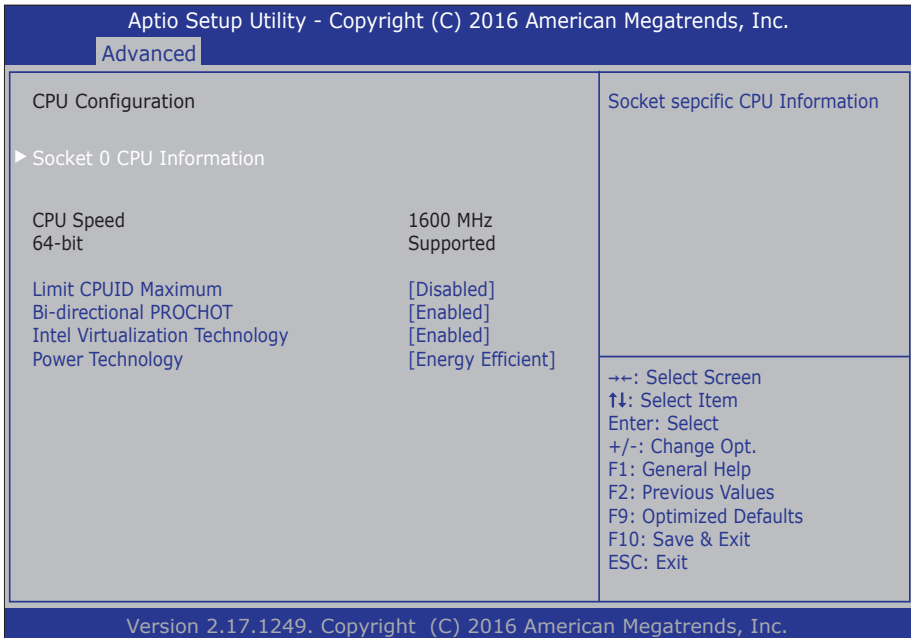 Aptio Setup Utility - Copyright (C) 2016 American Megatrends, Inc.
Advanced
CPU Configuration
▶ Socket 0 CPU Information
CPU Speed 1600 MHz
64-bit Supported
Limit CPUID Maximum [Disabled]
Bi-directional PROCHOT [Enabled]
Intel Virtualization Technology [Enabled]
Power Technology [Energy Efficient]
Socket sepcific CPU Information
→←: Select Screen
↑↓: Select Item
Enter: Select
+/-: Change Opt.
F1: General Help
F2: Previous Values
F9: Optimized Defaults
F10: Save & Exit
ESC: Exit
Version 2.17.1249. Copyright (C) 2016 American Megatrends, Inc.